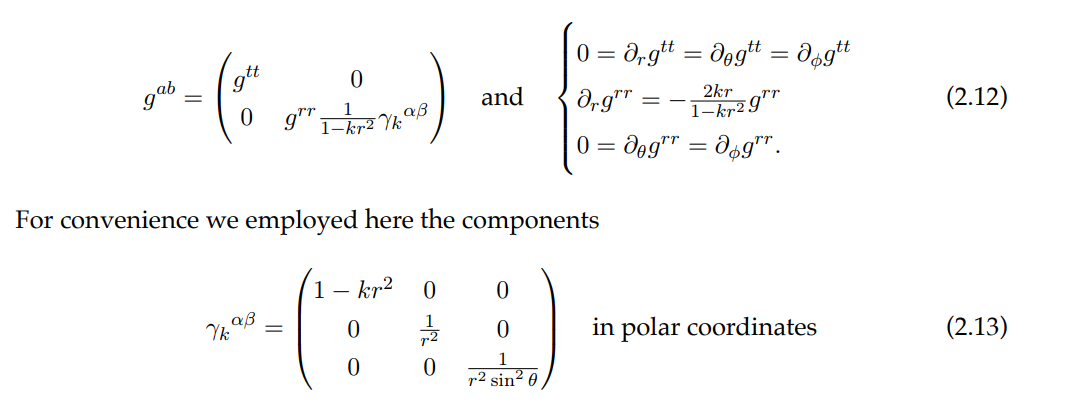 $g^{ab} = \begin{pmatrix} g^{tt} & 0 \\ 0 & g^{rr} \frac{1}{1-kr^2} \gamma_k{}^{\alpha\beta} \end{pmatrix}$ and $\begin{cases} 0 = \partial_r g^{tt} = \partial_\theta g^{tt} = \partial_\phi g^{tt} \\ \partial_r g^{rr} = -\frac{2kr}{1-kr^2} g^{rr} \\ 0 = \partial_\theta g^{rr} = \partial_\phi g^{rr}. \end{cases}$ (2.12)
For convenience we employed here the components
$\gamma_k{}^{\alpha\beta} = \begin{pmatrix} 1-kr^2 & 0 & 0 \\ 0 & \frac{1}{r^2} & 0 \\ 0 & 0 & \frac{1}{r^2 \sin^2 \theta} \end{pmatrix}$ in polar coordinates (2.13)